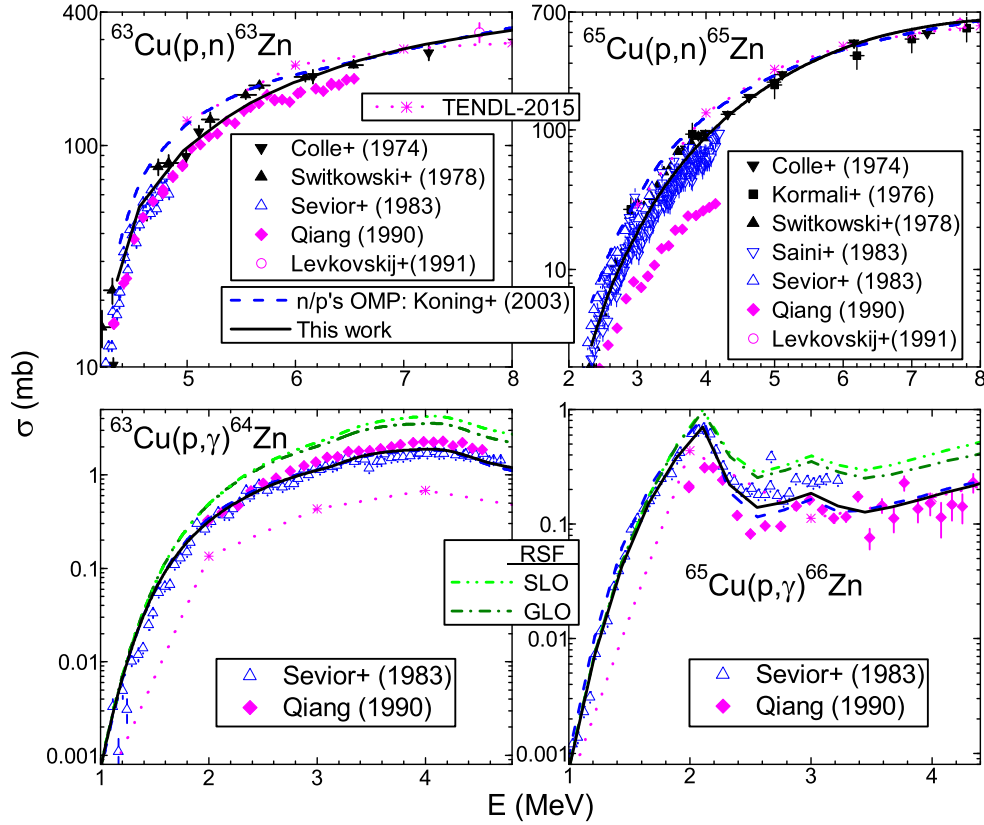 400
100
30
10
⁶³Cu(p,n)⁶³Zn
TENDL-2015
Colle+ (1974)
Switkowski+ (1978)
Sevior+ (1983)
Qiang (1990)
Levkovskij+(1991)
n/p's OMP: Koning+ (2003)
This work
5 6 7 8
700
100
10
⁶⁵Cu(p,n)⁶⁵Zn
Colle+ (1974)
Kormali+ (1976)
Switkowski+(1978)
Saini+ (1983)
Sevior+ (1983)
Qiang (1990)
Levkovskij+(1991)
2 3 4 5 6 7 8
σ (mb)
10
1
0.1
0.01
0.001
⁶³Cu(p,γ)⁶⁴Zn
RSF
SLO
GLO
Sevior+ (1983)
Qiang (1990)
1 2 3 4
1
0.1
0.01
0.001
⁶⁵Cu(p,γ)⁶⁶Zn
Sevior+ (1983)
Qiang (1990)
1 2 3 4
E (MeV)